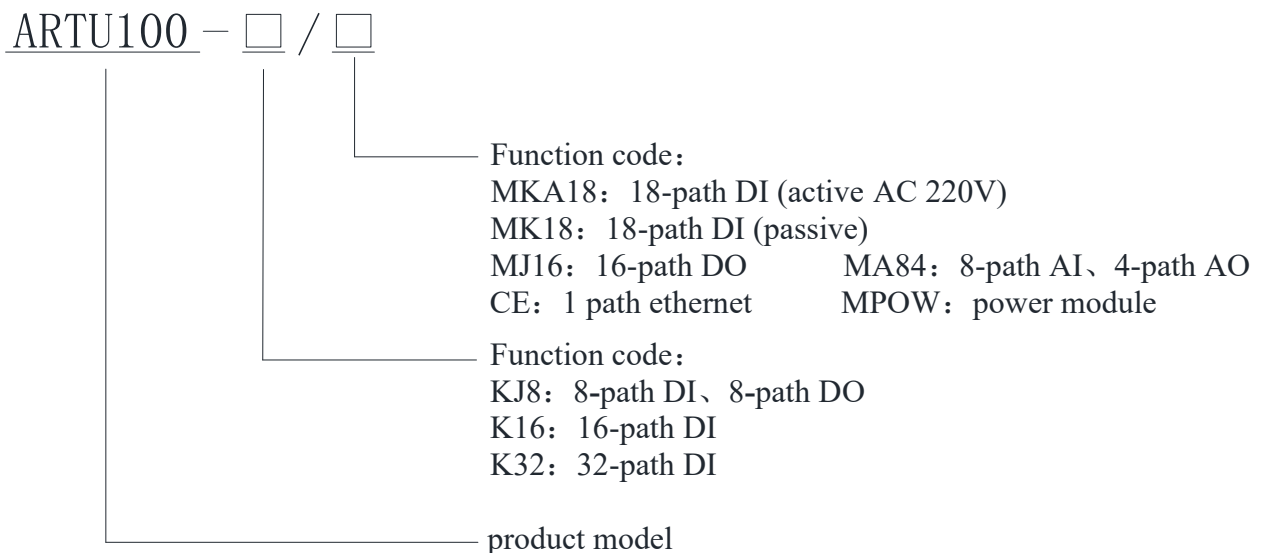 ARTU100-□/□
Function code：
MKA18：18-path DI (active AC 220V)
MK18：18-path DI (passive)
MJ16：16-path DO MA84：8-path AI、4-path AO
CE：1 path ethernet MPOW：power module
Function code：
KJ8：8-path DI、8-path DO
K16：16-path DI
K32：32-path DI
product model